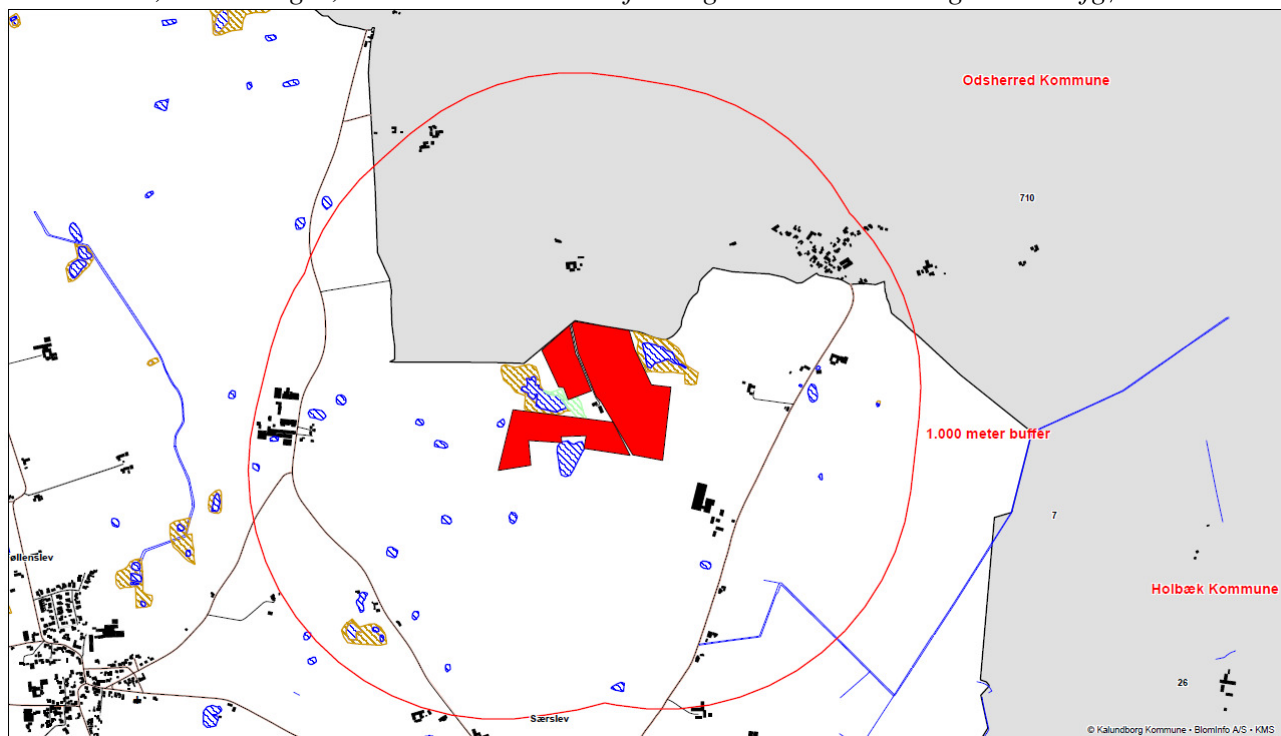 Odsherred Kommune
710
1.000 meter buffer
7
øllenslev
Holbæk Kommune
26
Særslev
© Kalundborg Kommune • BlomInfo A/S • KMS